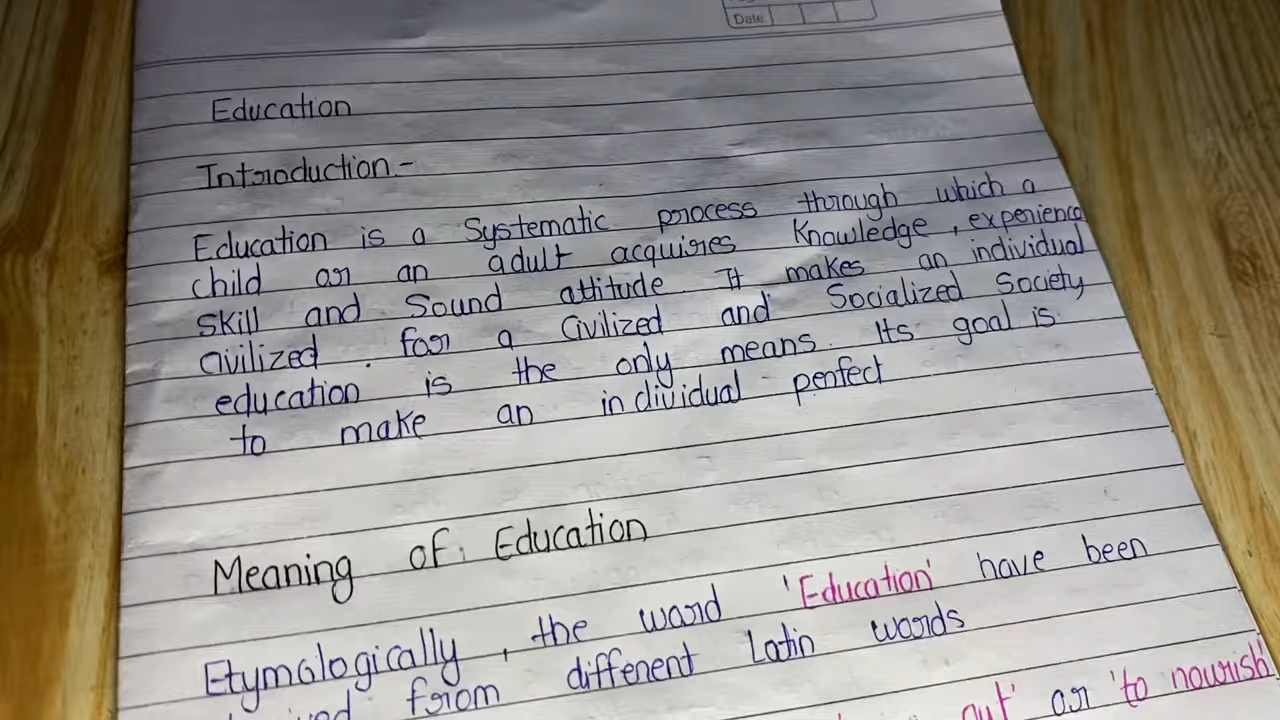 Date
Education
Introduction :-
Education is a Systematic process through which a
child or an adult acquires Knowledge , experience
skill and Sound attitude It makes an individual
civilized . for a Civilized and Socialized Society
education is the only means. Its goal is
to make an individual perfect
Meaning of Education
Etymologically , the word 'Education' have been
from different Latin words
out' or 'to nourish'